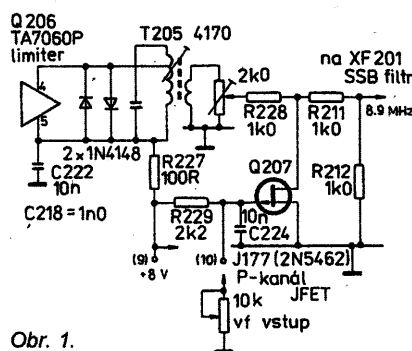 Q206
TA7060P
limiter
T205 4170
4
5
2k0
na XF201
SSB filtr
R228
1k0
R211
1k0
8.9 MHz
2×1N4148
C222
10n
R227
100R
Q207
R212
1k0
C218=1n0
R229
2k2
10n
C224
(9)
+8 V
(10)
J177 (2N5462)
P-kanál
JFET
10k
vf vstup
Obr. 1.